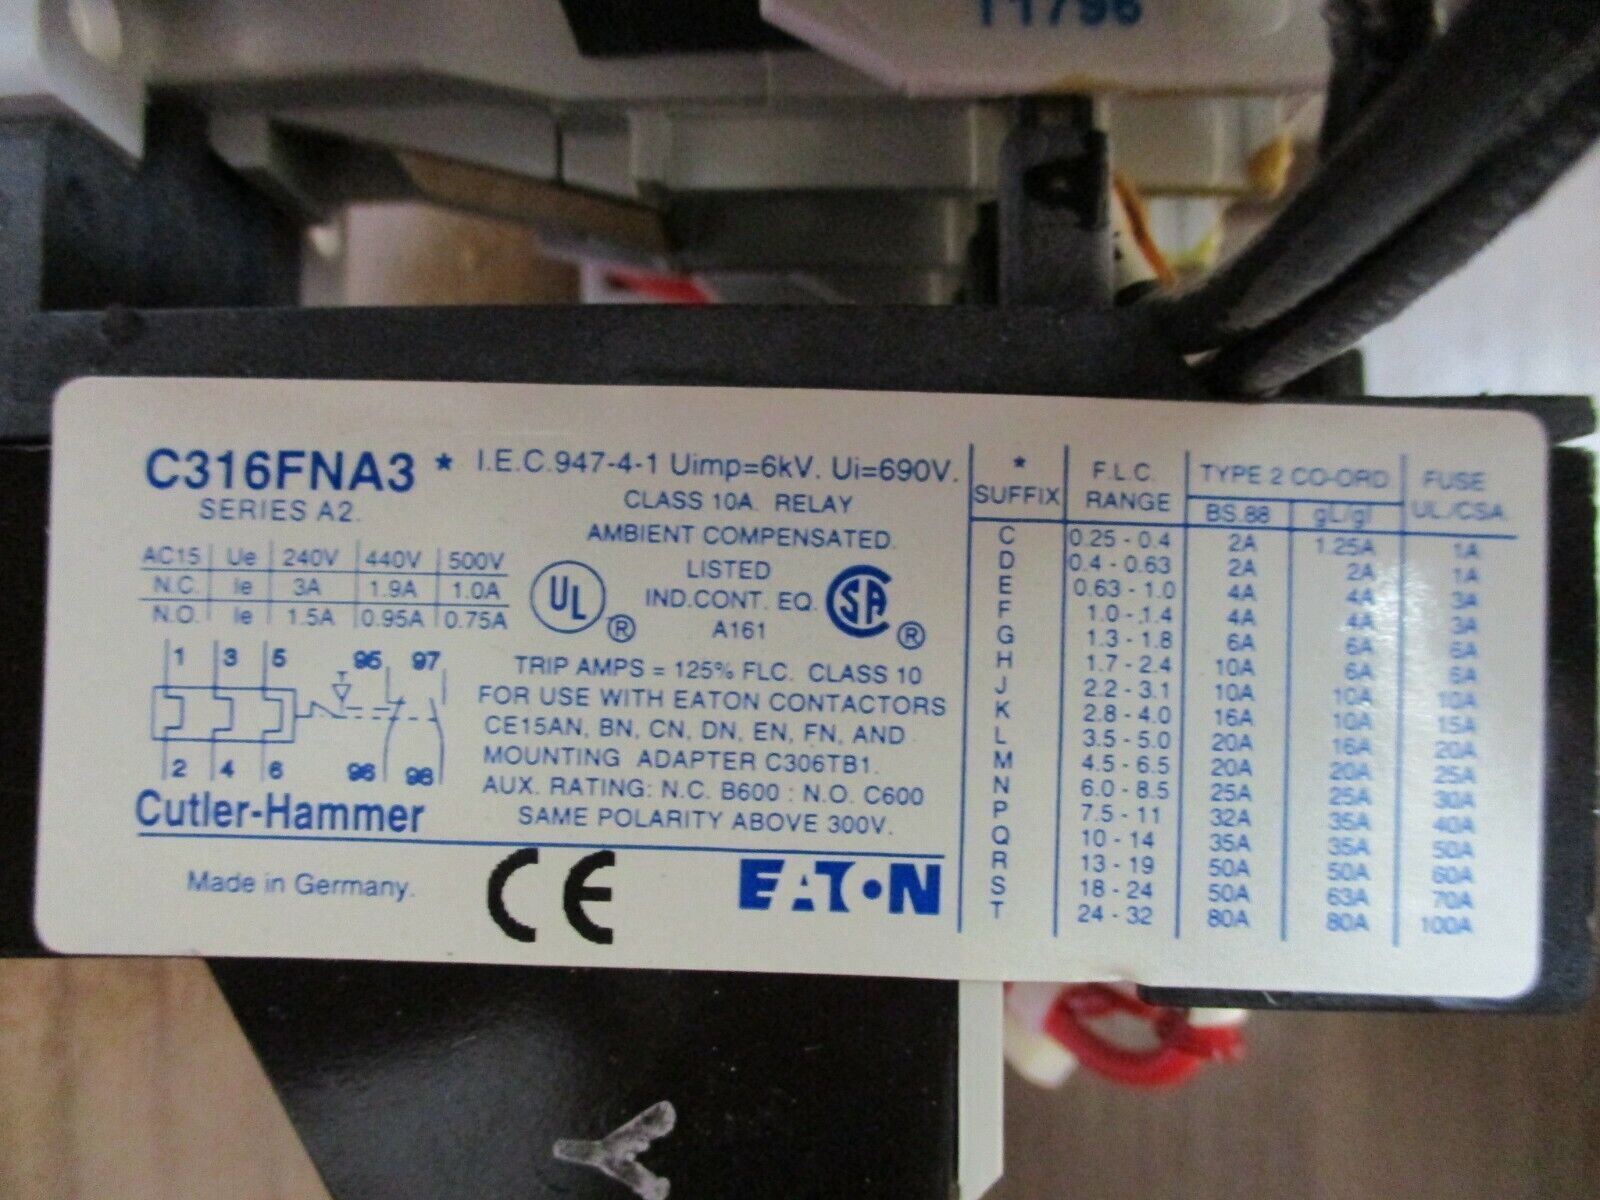 T1796
C316FNA3 * I.E.C.947-4-1 Uimp=6kV. Ui=690V.
SERIES A2.
CLASS 10A. RELAY
AMBIENT COMPENSATED.
AC15 Ue 240V 440V 500V
N.C. Ie 3A 1.9A 1.0A
N.O. Ie 1.5A 0.95A 0.75A
UL ®
LISTED
IND.CONT. EQ.
A161
SA ®
1 3 5 95 97
2 4 6 96 98
TRIP AMPS = 125% FLC. CLASS 10
FOR USE WITH EATON CONTACTORS
CE15AN, BN, CN, DN, EN, FN, AND
MOUNTING ADAPTER C306TB1.
AUX. RATING: N.C. B600 : N.O. C600
SAME POLARITY ABOVE 300V.
Cutler-Hammer
Made in Germany.
CE
EATON
* F.L.C. TYPE 2 CO-ORD. FUSE
SUFFIX RANGE BS.88 gL/gI UL./CSA.
C 0.25 - 0.4 2A 1.25A 1A
D 0.4 - 0.63 2A 2A 1A
E 0.63 - 1.0 4A 4A 3A
F 1.0 - 1.4 4A 4A 3A
G 1.3 - 1.8 6A 6A 6A
H 1.7 - 2.4 10A 6A 6A
J 2.2 - 3.1 10A 10A 10A
K 2.8 - 4.0 16A 10A 15A
L 3.5 - 5.0 20A 16A 20A
M 4.5 - 6.5 20A 20A 25A
N 6.0 - 8.5 25A 25A 30A
P 7.5 - 11 32A 35A 40A
Q 10 - 14 35A 35A 50A
R 13 - 19 50A 50A 60A
S 18 - 24 50A 63A 70A
T 24 - 32 80A 80A 100A